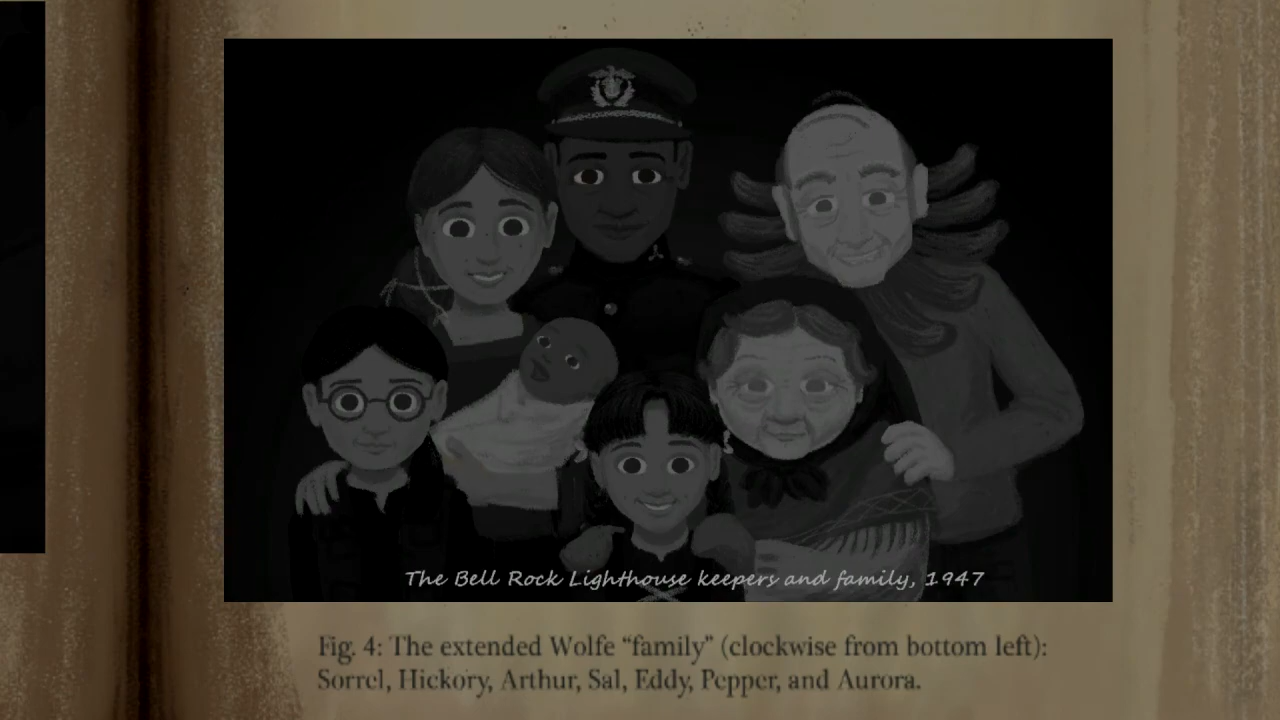 The Bell Rock Lighthouse keepers and family, 1947
Fig. 4: The extended Wolfe “family” (clockwise from bottom left):
Sorrel, Hickory, Arthur, Sal, Eddy, Pepper, and Aurora.